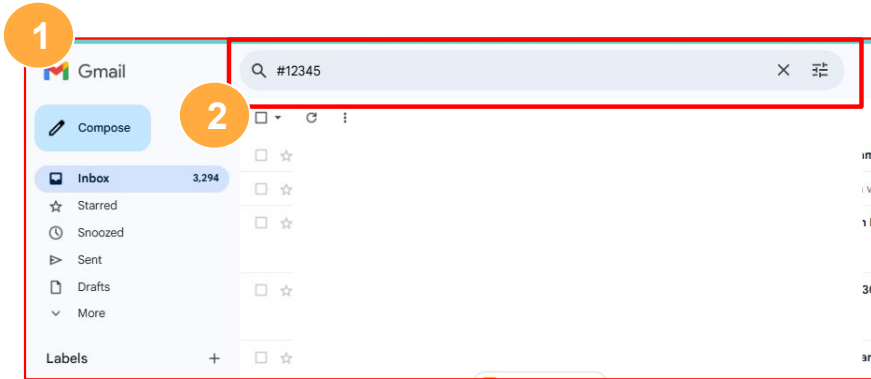 1
Gmail
#12345
2
Compose
Inbox 3,294
Starred
Snoozed
Sent
Drafts
More
Labels